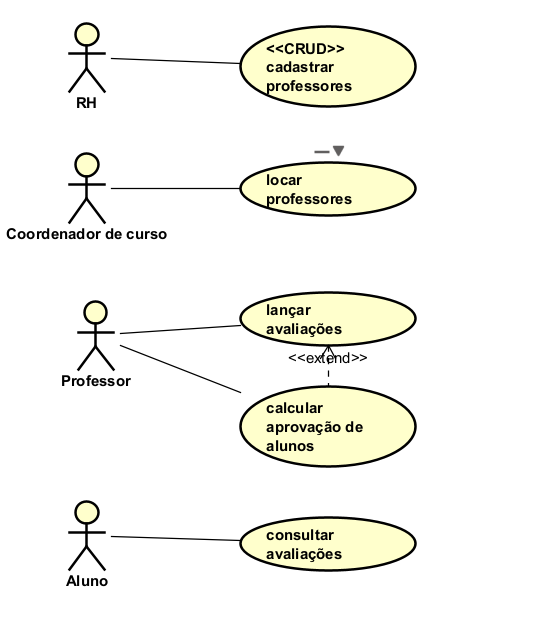 <<CRUD>>
cadastrar
professores
RH
locar
professores
Coordenador de curso
lançar
avaliações
<<extend>>
Professor
calcular
aprovação de
alunos
consultar
avaliações
Aluno